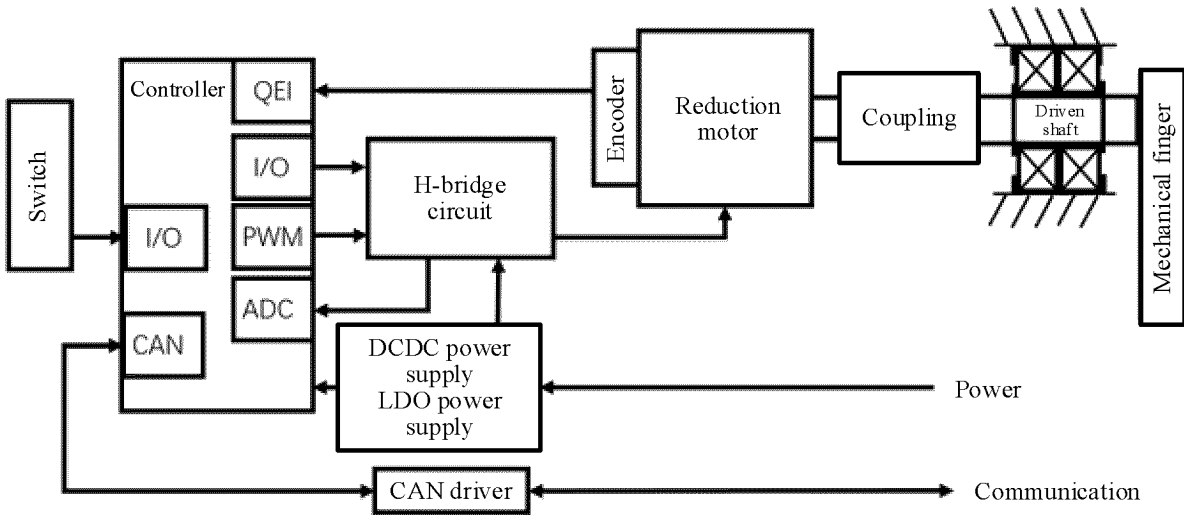 Switch
Controller
QEI
I/O
PWM
ADC
I/O
CAN
H-bridge
circuit
Encoder
Reduction
motor
Coupling
Driven
shaft
Mechanical finger
DCDC power
supply
LDO power
supply
Power
CAN driver
Communication